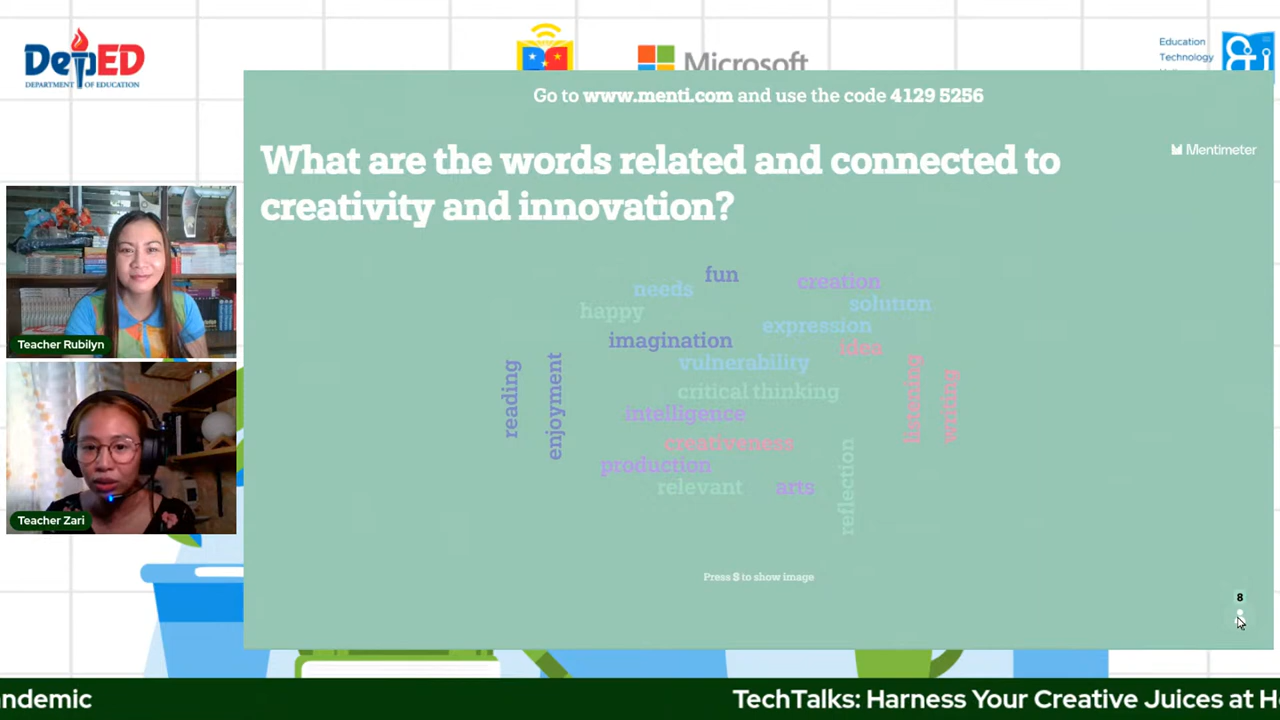 DepED
DEPARTMENT OF EDUCATION
Microsoft
Education
Technology
Go to www.menti.com and use the code 4129 5256
Mentimeter
What are the words related and connected to
creativity and innovation?
fun
needs
creation
happy
solution
expression
imagination
idea
vulnerability
reading
enjoyment
critical thinking
listening
writing
intelligence
creativeness
production
relevant
arts
reflection
Press S to show image
8
Teacher Rubilyn
Teacher Zari
andemic
TechTalks: Harness Your Creative Juices at H